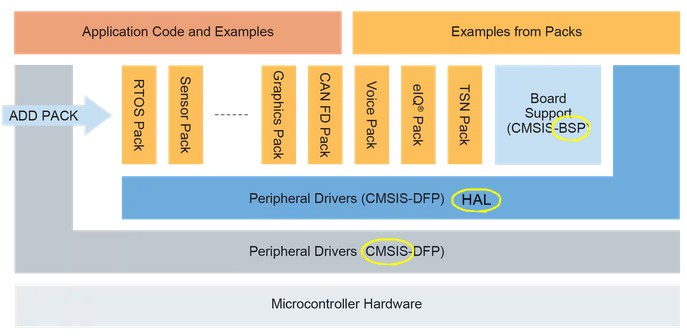 Application Code and Examples
Examples from Packs
ADD PACK
RTOS Pack
Sensor Pack
Graphics Pack
CAN FD Pack
Voice Pack
eIQ® Pack
TSN Pack
Board
Support
(CMSIS-BSP)
Peripheral Drivers (CMSIS-DFP) HAL
Peripheral Drivers (CMSIS-DFP)
Microcontroller Hardware